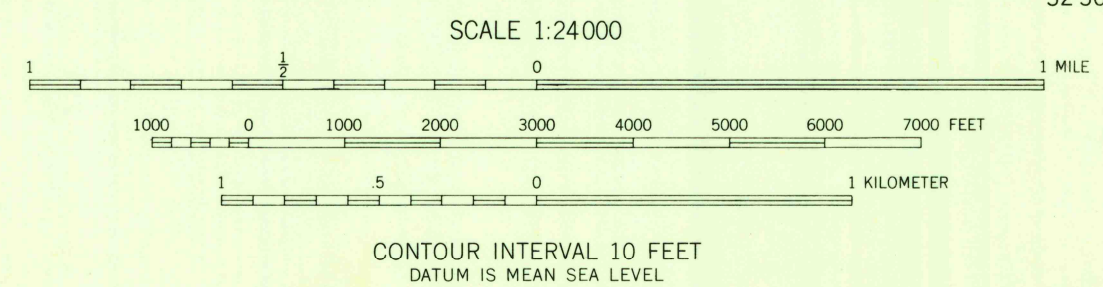 SCALE 1:24000
1 1/2 0 1 MILE
1000 0 1000 2000 3000 4000 5000 6000 7000 FEET
1 .5 0 1 KILOMETER
CONTOUR INTERVAL 10 FEET
DATUM IS MEAN SEA LEVEL